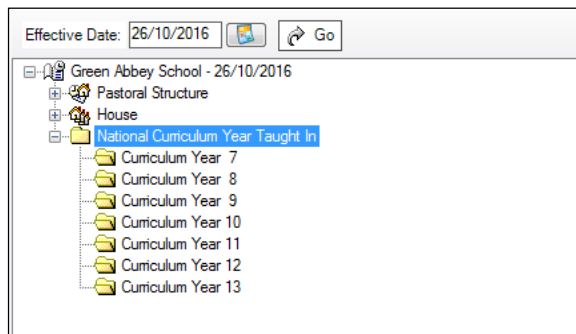 Effective Date: 26/10/2016 Go
Green Abbey School - 26/10/2016
Pastoral Structure
House
National Curriculum Year Taught In
Curriculum Year 7
Curriculum Year 8
Curriculum Year 9
Curriculum Year 10
Curriculum Year 11
Curriculum Year 12
Curriculum Year 13